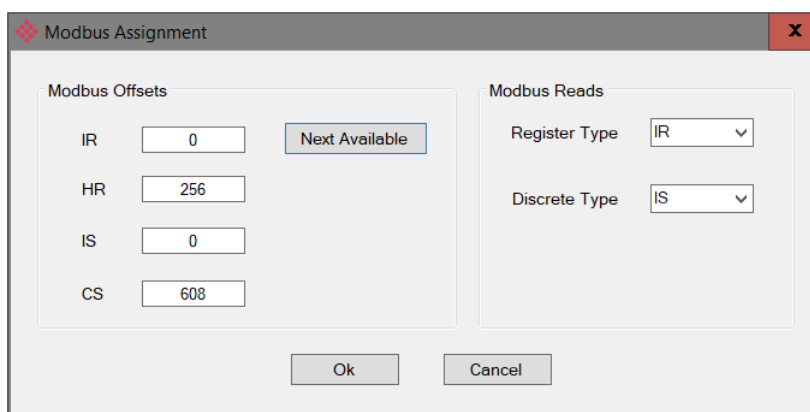 Modbus Assignment
x
Modbus Offsets
IR 0 Next Available
HR 256
IS 0
CS 608
Modbus Reads
Register Type IR
Discrete Type IS
Ok Cancel